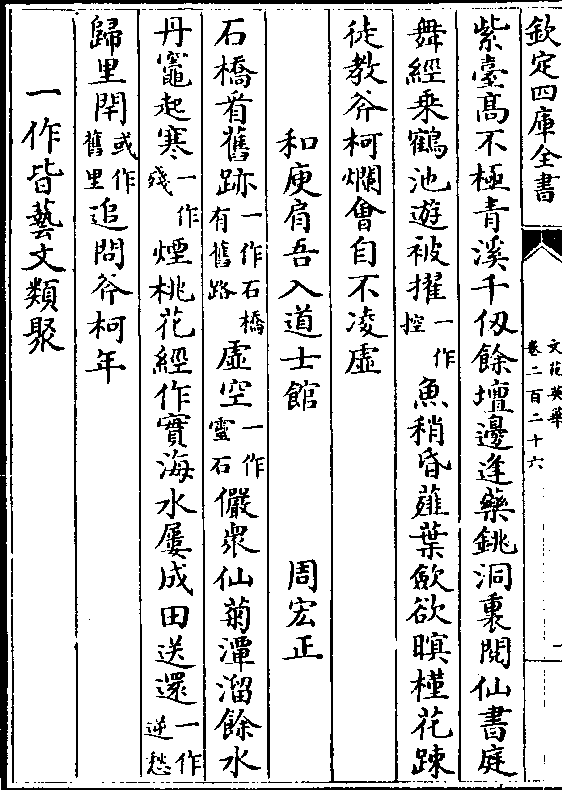 欽定四庫全書
文苑英華
卷二百二十六
紫臺髙不極青溪千仭餘壇邊逢藥銚洞裏閱仙書庭
舞經乗鶴池遊被擢一作控魚稍昏蕹葉歛欲暝槿花踈
徒教斧柯爛㑹自不凌虛
和庾肩吾入道士館 周宏正
石橋看舊跡一作石橋有舊路虛空一作靈石儼衆仙菊潭溜餘水
丹竈起寒一作殘煙桃花經作實海水屢成田送還一作逆愁
歸里閈或作舊里追問斧柯年
一作皆藝文類聚